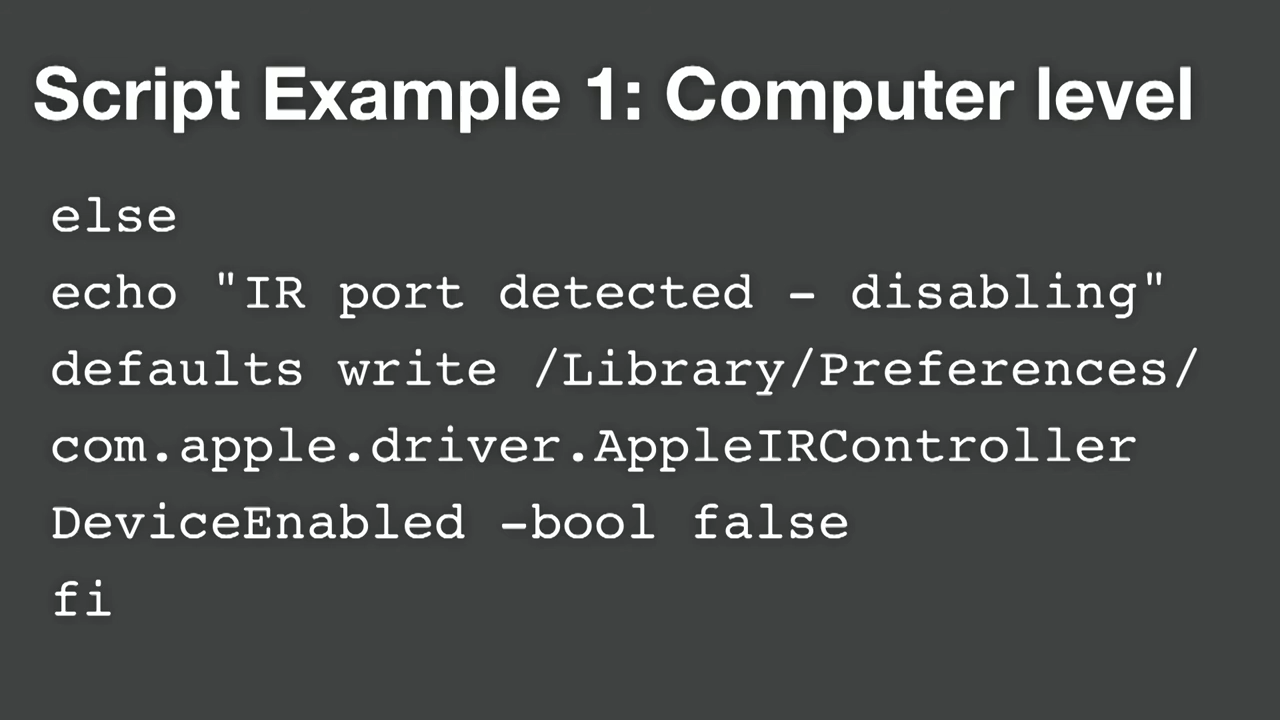 Script Example 1: Computer level
else
echo "IR port detected - disabling"
defaults write /Library/Preferences/
com.apple.driver.AppleIRController
DeviceEnabled -bool false
fi